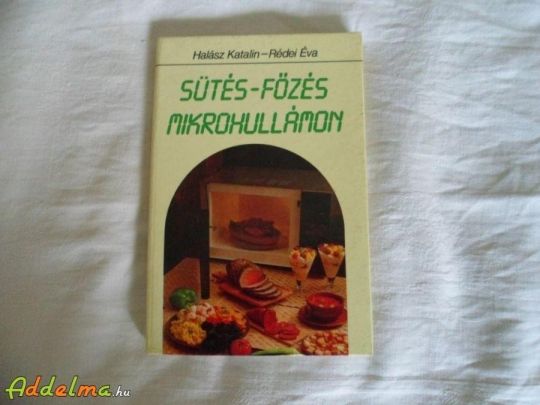 Halász Katalin–Rédei Éva
SÜTÉS-FŐZÉS
MIKROHULLÁMON
Addelma.hu